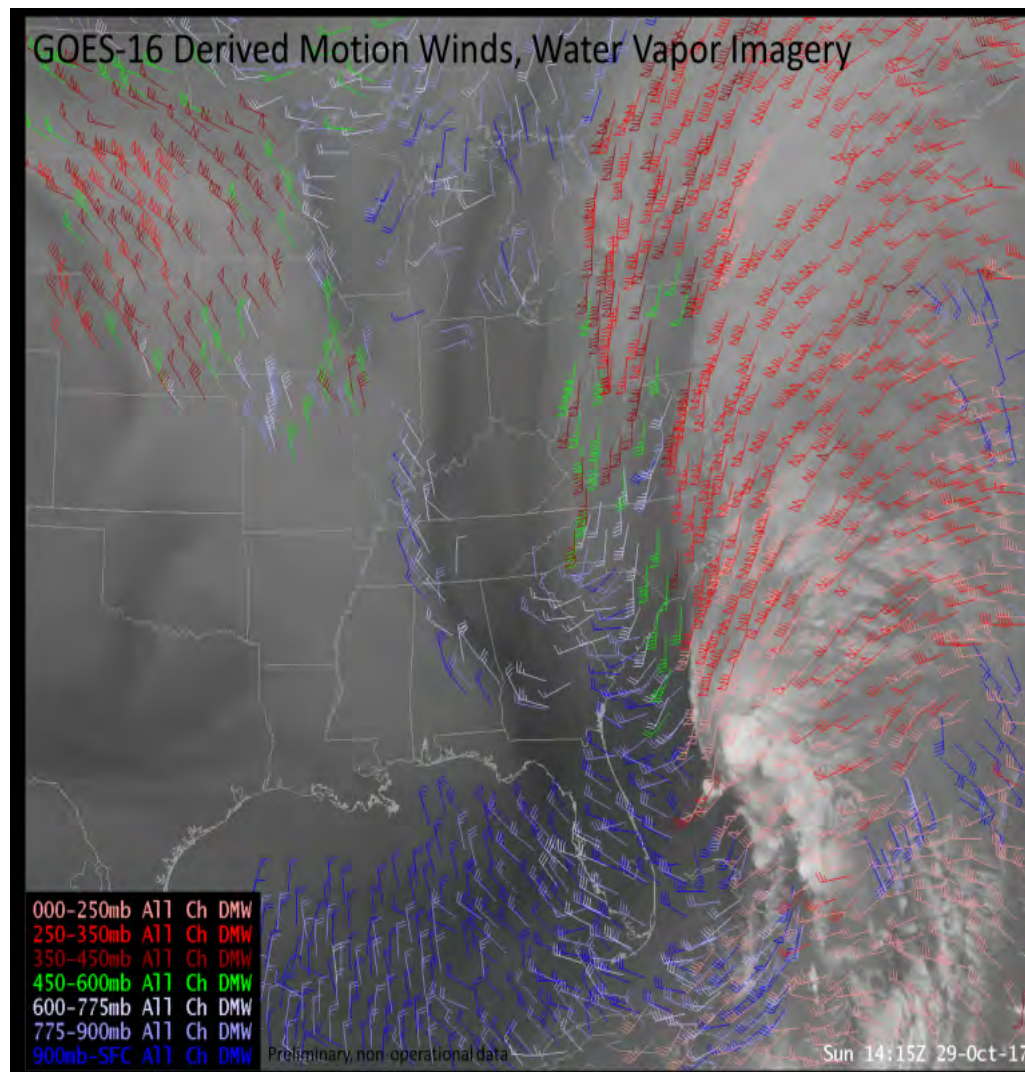 GOES-16 Derived Motion Winds, Water Vapor Imagery
000-250mb All Ch DMW
250-350mb All Ch DMW
350-450mb All Ch DMW
450-600mb All Ch DMW
600-775mb All Ch DMW
775-900mb All Ch DMW
900mb-SFC All Ch DMW
Preliminary, non-operational data
Sun 14:15Z 29-Oct-17